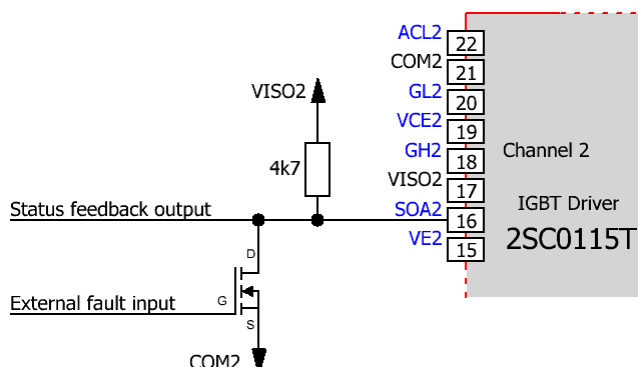 ACL2
22
COM2
21
VISO2
GL2
20
VCE2
19
Channel 2
GH2
18
4k7
VISO2
17
IGBT Driver
Status feedback output
SOA2
16
2SC0115T
VE2
15
D
External fault input
G
S
COM2